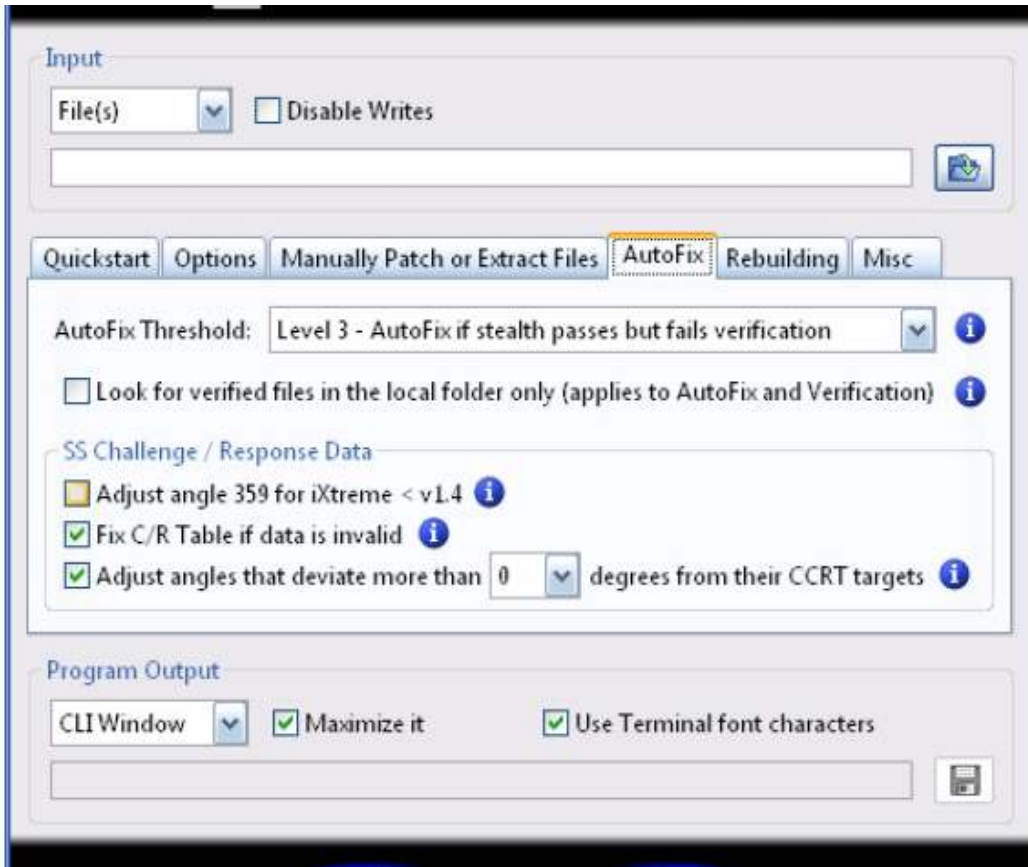 Input
File(s) Disable Writes
Quickstart Options Manually Patch or Extract Files AutoFix Rebuilding Misc
AutoFix Threshold: Level 3 - AutoFix if stealth passes but fails verification
Look for verified files in the local folder only (applies to AutoFix and Verification)
SS Challenge / Response Data
Adjust angle 359 for iXtreme < v1.4
Fix C/R Table if data is invalid
Adjust angles that deviate more than 0 degrees from their CCRT targets
Program Output
CLI Window Maximize it Use Terminal font characters